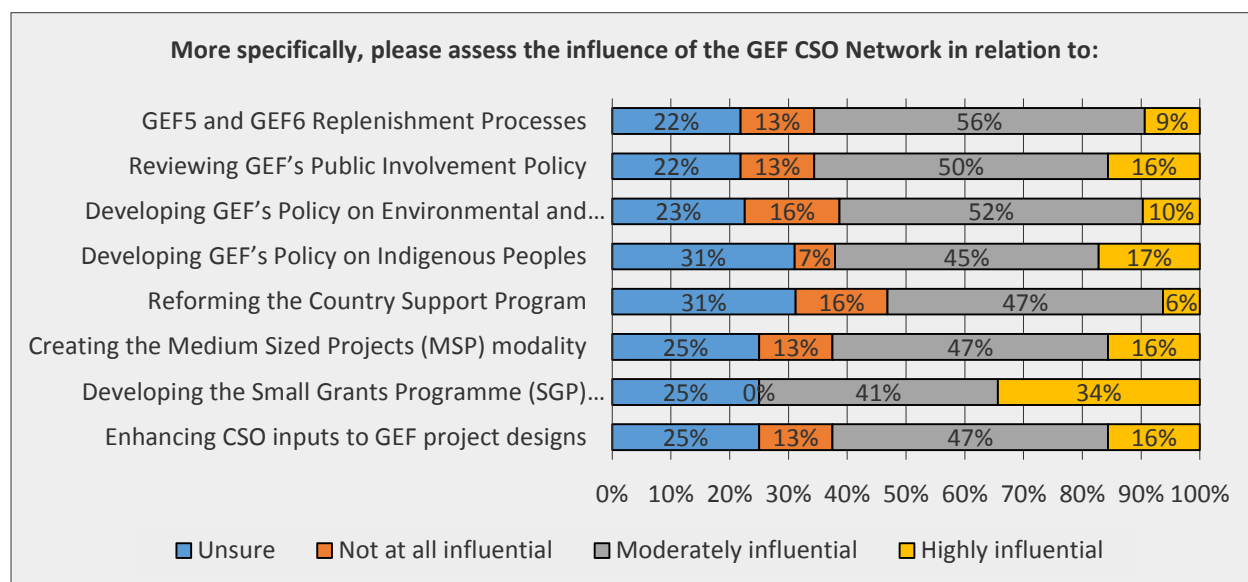 More specifically, please assess the influence of the GEF CSO Network in relation to:
GEF5 and GEF6 Replenishment Processes 22% 13% 56% 9%
Reviewing GEF’s Public Involvement Policy 22% 13% 50% 16%
Developing GEF’s Policy on Environmental and... 23% 16% 52% 10%
Developing GEF’s Policy on Indigenous Peoples 31% 7% 45% 17%
Reforming the Country Support Program 31% 16% 47% 6%
Creating the Medium Sized Projects (MSP) modality 25% 13% 47% 16%
Developing the Small Grants Programme (SGP)... 25% 0% 41% 34%
Enhancing CSO inputs to GEF project designs 25% 13% 47% 16%
0% 10% 20% 30% 40% 50% 60% 70% 80% 90% 100%
Unsure Not at all influential Moderately influential Highly influential